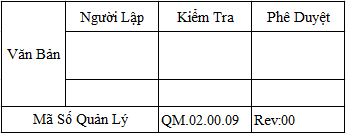 Người Lập Kiểm Tra Phê Duyệt
Văn Bản
Mã Số Quản Lý QM.02.00.09 Rev:00